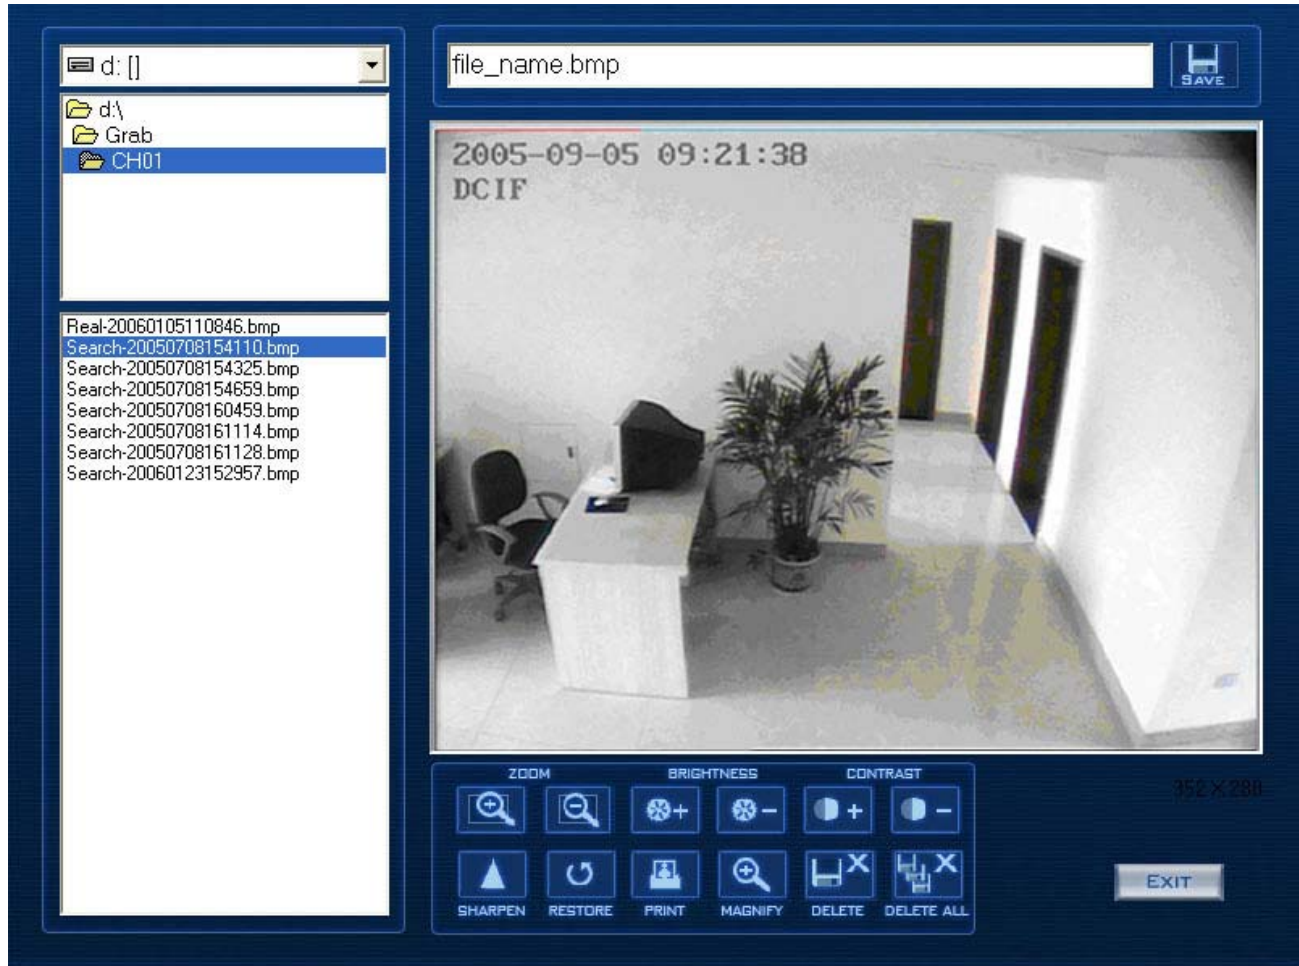 d: []
d:\
Grab
CH01
Real-20060105110846.bmp
Search-20050708154110.bmp
Search-20050708154325.bmp
Search-20050708154659.bmp
Search-20050708160459.bmp
Search-20050708161114.bmp
Search-20050708161128.bmp
Search-20060123152957.bmp
file_name.bmp
SAVE
2005-09-05 09:21:38
DCIF
ZOOM BRIGHTNESS CONTRAST
352×288
SHARPEN RESTORE PRINT MAGNIFY DELETE DELETE ALL
EXIT